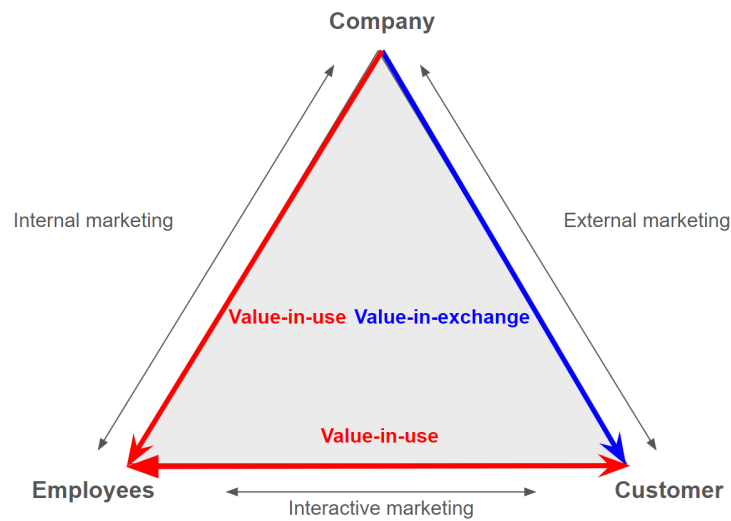 Company
Internal marketing
External marketing
Value-in-use
Value-in-exchange
Value-in-use
Employees
Customer
Interactive marketing